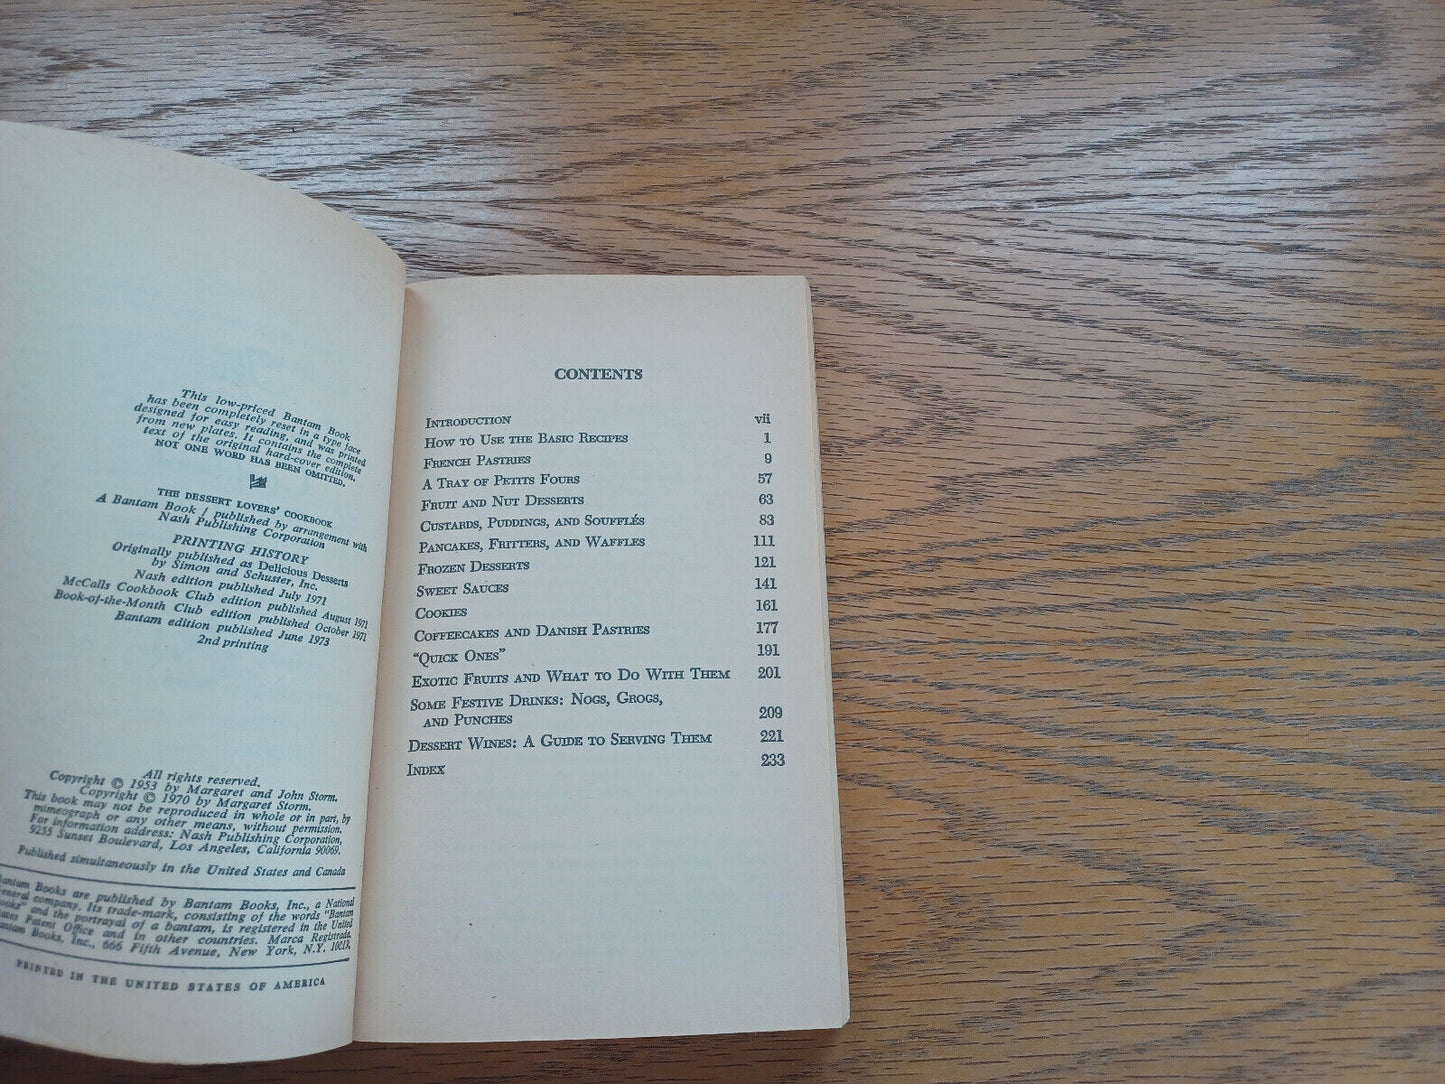 This low-priced Bantam Book
has been completely reset in a type face
designed for easy reading, and was printed
from new plates. It contains the complete
text of the original hard-cover edition.
NOT ONE WORD HAS BEEN OMITTED.
THE DESSERT LOVERS' COOKBOOK
A Bantam Book / published by arrangement with
Nash Publishing Corporation
PRINTING HISTORY
Originally published as Delicious Desserts
by Simon and Schuster, Inc.
Nash edition published July 1971
McCalls Cookbook Club edition published August 1971
Book-of-the-Month Club edition published October 1971
Bantam edition published June 1973
2nd printing
All rights reserved.
Copyright © 1953 by Margaret and John Storm.
Copyright © 1970 by Margaret Storm.
This book may not be reproduced in whole or in part, by
mimeograph or any other means, without permission.
For information address: Nash Publishing Corporation,
9255 Sunset Boulevard, Los Angeles, California 90069.
Published simultaneously in the United States and Canada
Bantam Books are published by Bantam Books, Inc., a National
General company. Its trade-mark, consisting of the words "Bantam
Books" and the portrayal of a bantam, is registered in the United
States Patent Office and in other countries. Marca Registrada.
Bantam Books, Inc., 666 Fifth Avenue, New York, N.Y. 10013.
PRINTED IN THE UNITED STATES OF AMERICA
CONTENTS
INTRODUCTION vii
HOW TO USE THE BASIC RECIPES 1
FRENCH PASTRIES 9
A TRAY OF PETITS FOURS 57
FRUIT AND NUT DESSERTS 63
CUSTARDS, PUDDINGS, AND SOUFFLÉS 83
PANCAKES, FRITTERS, AND WAFFLES 111
FROZEN DESSERTS 121
SWEET SAUCES 141
COOKIES 161
COFFEECAKES AND DANISH PASTRIES 177
"QUICK ONES" 191
EXOTIC FRUITS AND WHAT TO DO WITH THEM 201
SOME FESTIVE DRINKS: NOGS, GROGS,
AND PUNCHES 209
DESSERT WINES: A GUIDE TO SERVING THEM 221
INDEX 233